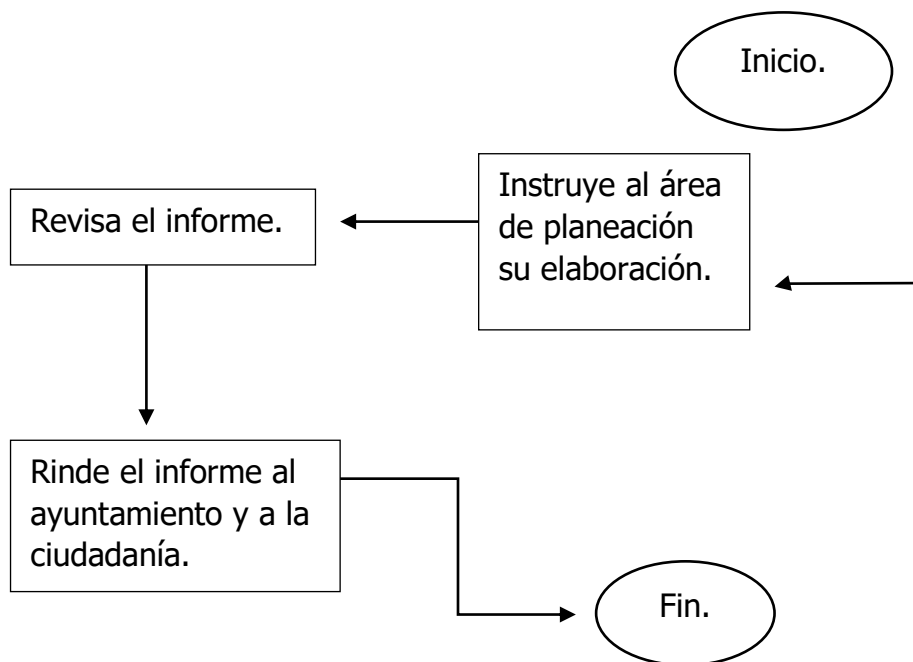 Inicio.
Instruye al área
de planeación
su elaboración.
Revisa el informe.
Rinde el informe al
ayuntamiento y a la
ciudadanía.
Fin.